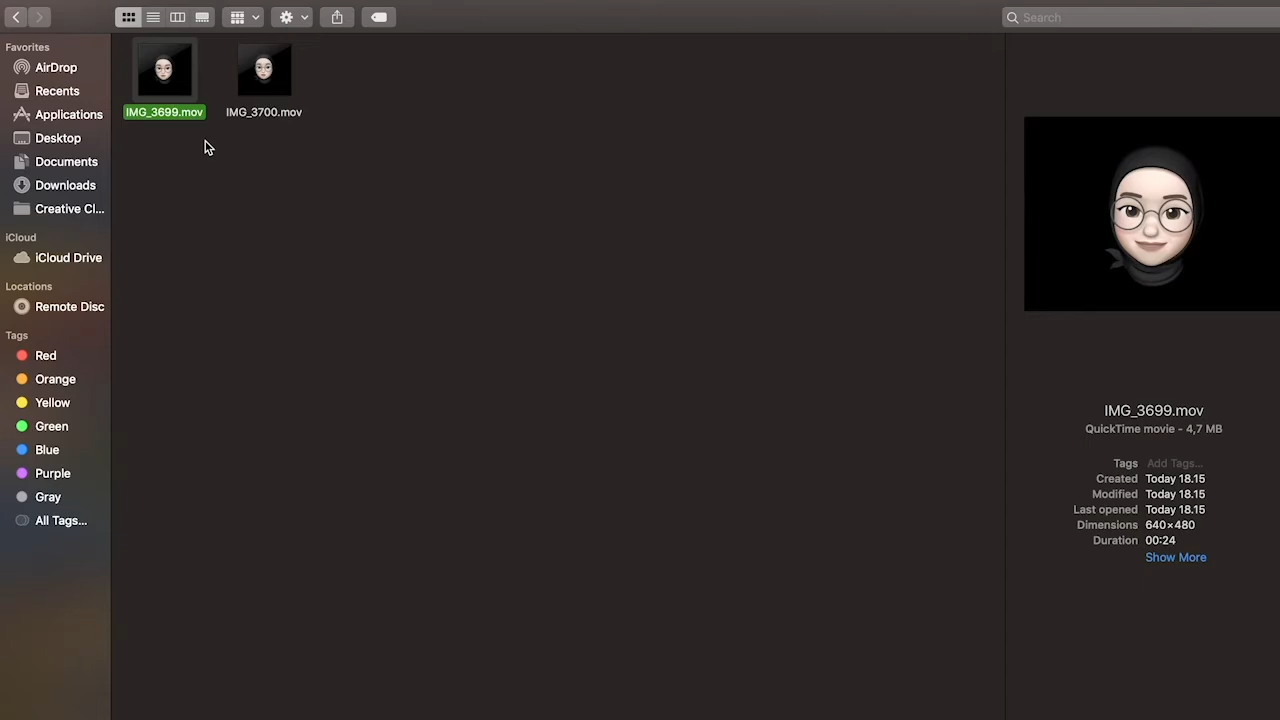 Search
Favorites
AirDrop
Recents
Applications
Desktop
Documents
Downloads
Creative Cl...
iCloud
iCloud Drive
Locations
Remote Disc
Tags
Red
Orange
Yellow
Green
Blue
Purple
Gray
All Tags...
IMG_3699.mov
IMG_3700.mov
IMG_3699.mov
QuickTime movie - 4,7 MB
Tags Add Tags...
Created Today 18.15
Modified Today 18.15
Last opened Today 18.15
Dimensions 640×480
Duration 00:24
Show More